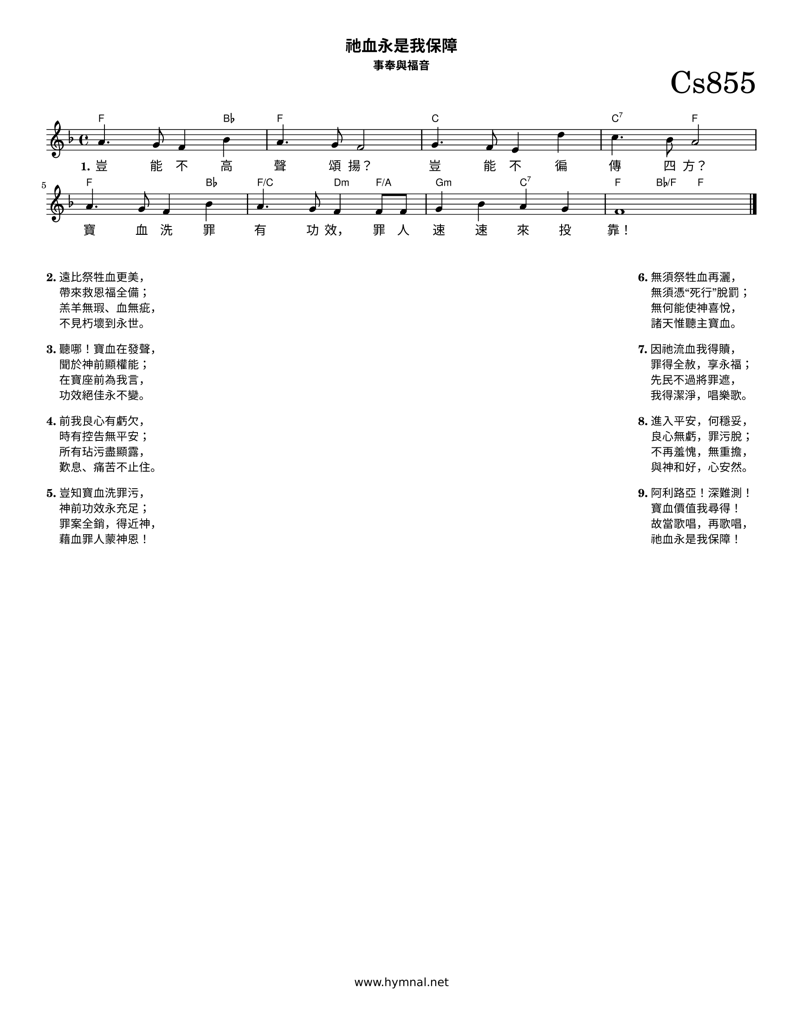 祂血永是我保障
事奉與福音
Cs855
F B♭ F C C7 F
1. 豈 能 不 高 聲 頌 揚？ 豈 能 不 徧 傳 四 方？
5 F B♭ F/C Dm F/A Gm C7 F B♭/F F
寶 血 洗 罪 有 功 效， 罪 人 速 速 來 投 靠！
2. 遠比祭牲血更美，
帶來救恩福全備；
羔羊無瑕、血無疵，
不見朽壞到永世。
3. 聽哪！寶血在發聲，
聞於神前顯權能；
在寶座前為我言，
功效絕佳永不變。
4. 前我良心有虧欠，
時有控告無平安；
所有玷污盡顯露，
歎息、痛苦不止住。
5. 豈知寶血洗罪污，
神前功效永充足；
罪案全銷，得近神，
藉血罪人蒙神恩！
6. 無須祭牲血再灑，
無須憑“死行”脫罰；
無何能使神喜悅，
諸天惟聽主寶血。
7. 因祂流血我得贖，
罪得全赦，享永福；
先民不過將罪遮，
我得潔淨，唱樂歌。
8. 進入平安，何穩妥，
良心無虧，罪污脫；
不再羞愧，無重擔，
與神和好，心安然。
9. 阿利路亞！深難測！
寶血價值我尋得！
故當歌唱，再歌唱，
祂血永是我保障！
www.hymnal.net